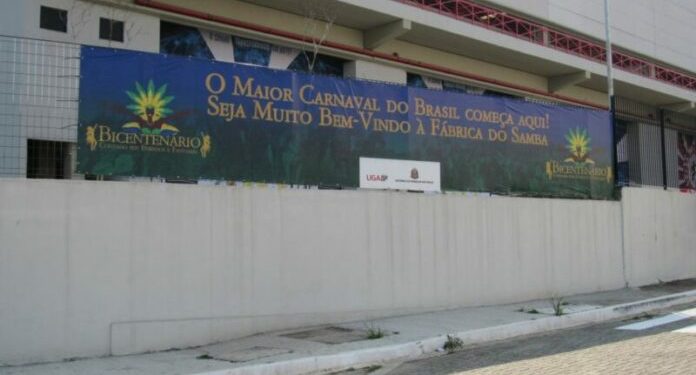 O Maior Carnaval do Brasil começa aqui!
Seja Muito Bem-Vindo à Fábrica do Samba
Bicentenário
LIGA SP
Bicentenário